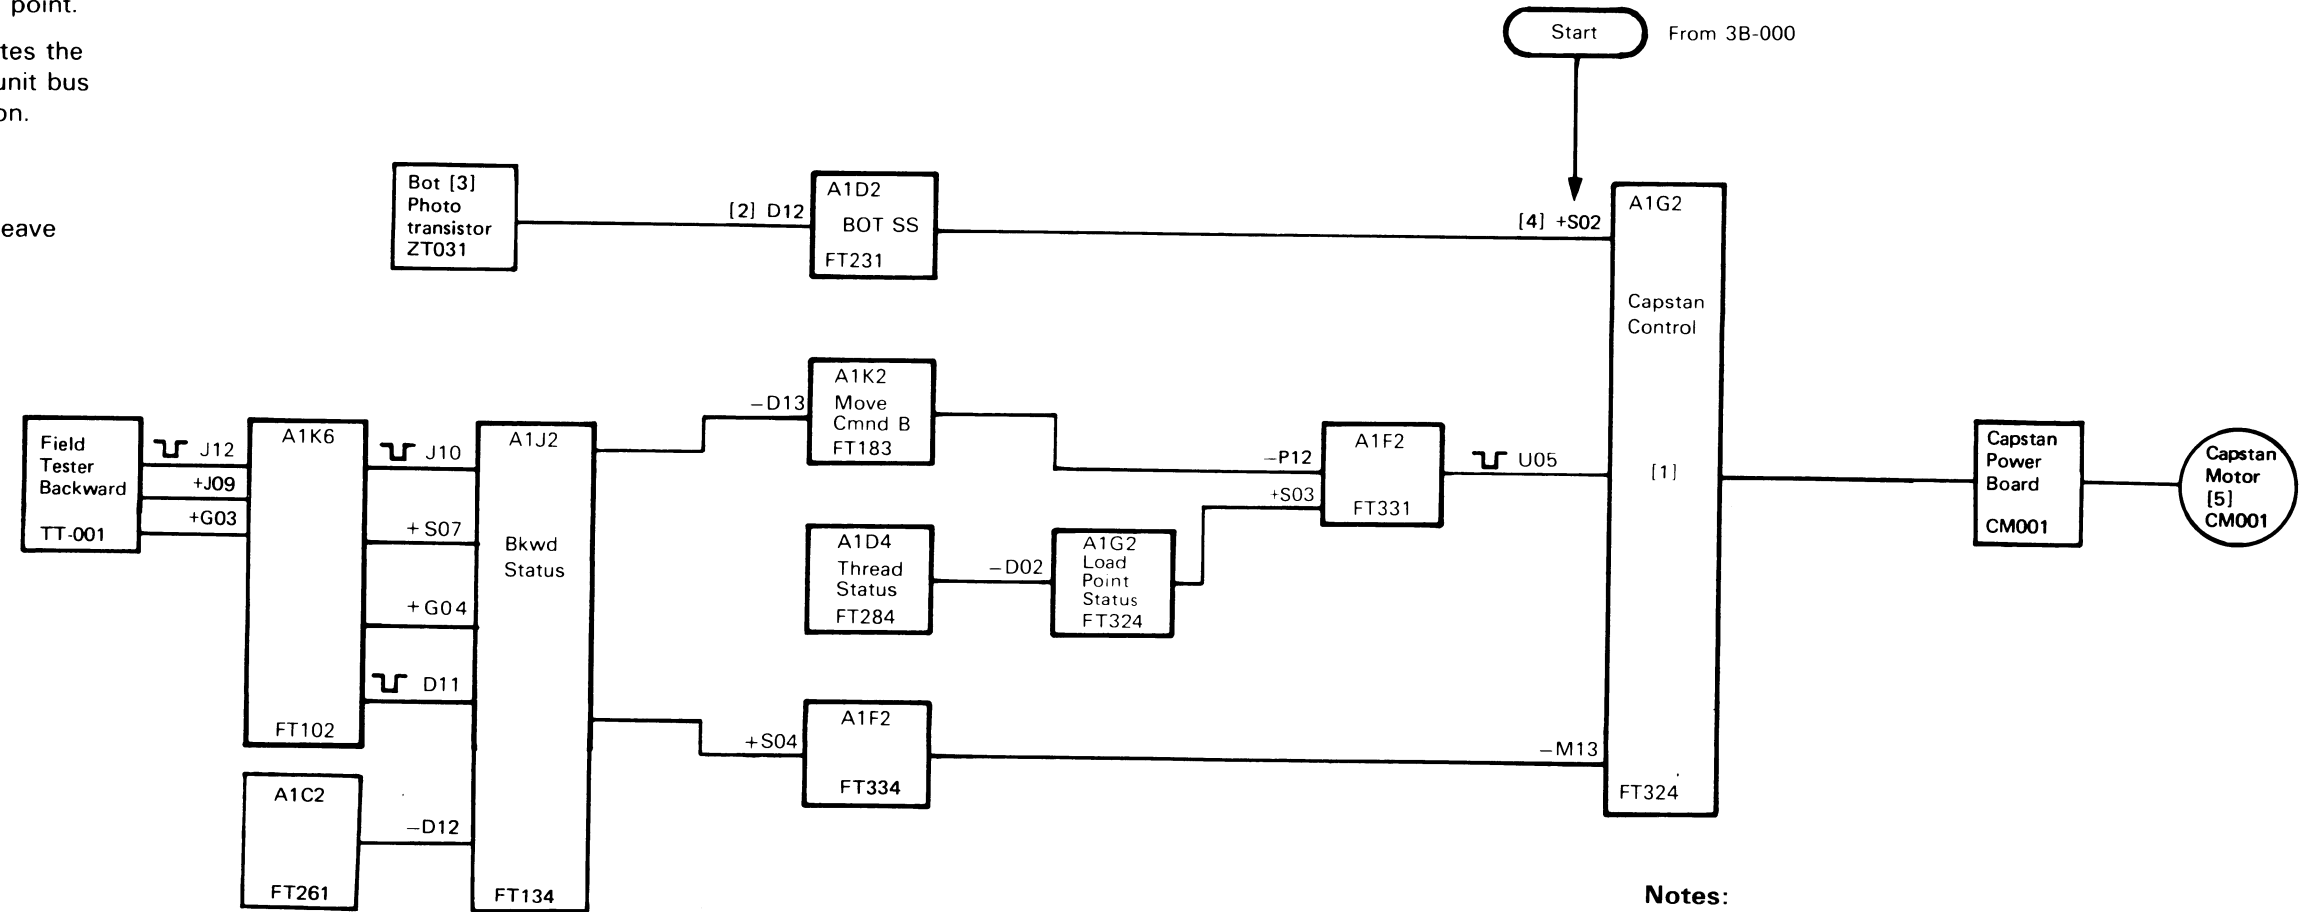 point.
tes the
unit bus
on.
eave
Start
From 3B-000
Bot [3]
Photo
transistor
ZT031
[2] D12
A1D2
BOT SS
FT231
[4] +S02
A1G2
Capstan
Control
[1]
FT324
Field
Tester
Backward
TT-001
J12
+J09
+G03
A1K6
FT102
J10
+S07
+G04
D11
A1C2
FT261
–D12
A1J2
Bkwd
Status
FT134
–D13
A1K2
Move
Cmnd B
FT183
A1D4
Thread
Status
FT284
–D02
A1G2
Load
Point
Status
FT324
–P12
+S03
A1F2
FT331
U05
+S04
A1F2
FT334
–M13
Capstan
Power
Board
CM001
Capstan
Motor
[5]
CM001
Notes: